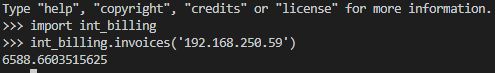 Type "help", "copyright", "credits" or "license" for more information.
>>> import int_billing
>>> int_billing.invoices('192.168.250.59')
6588.6603515625